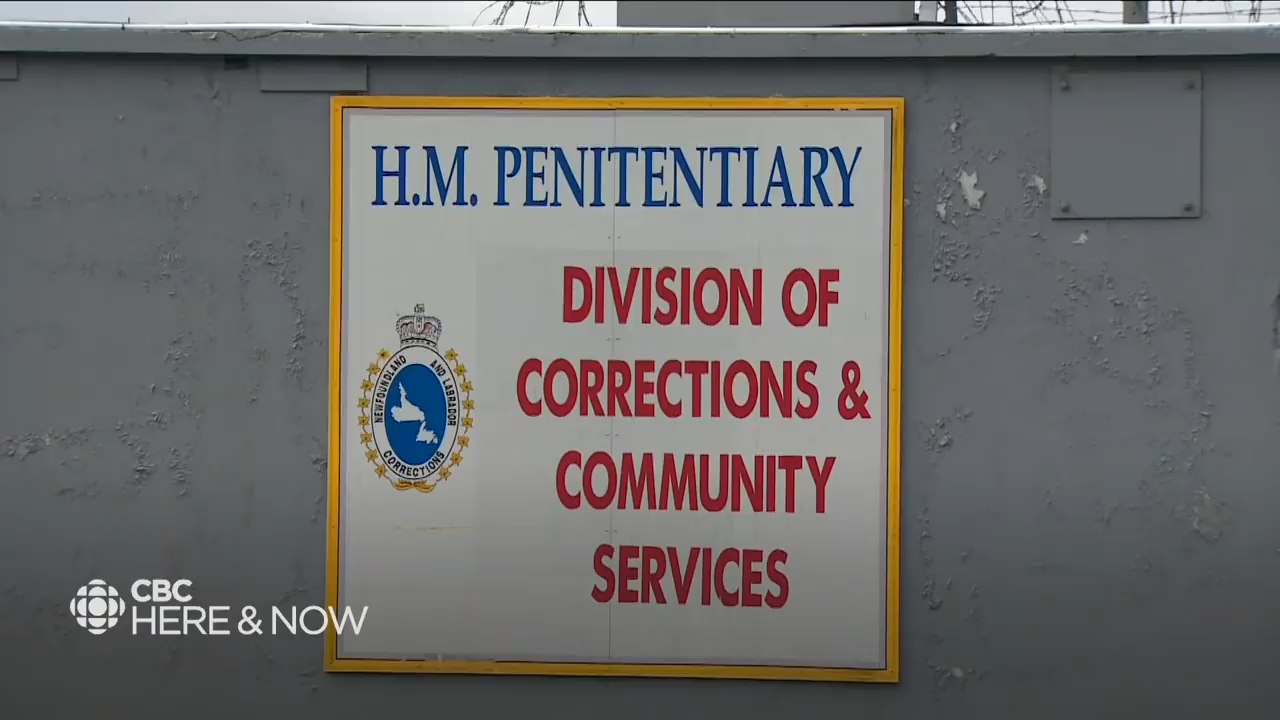 H.M. PENITENTIARY
DIVISION OF
CORRECTIONS &
COMMUNITY
SERVICES
NEWFOUNDLAND AND LABRADOR
CORRECTIONS
CBC
HERE & NOW